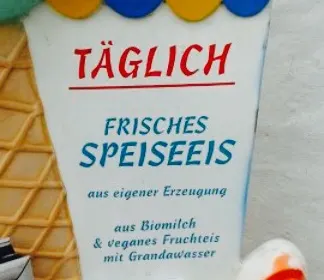 TÄGLICH
FRISCHES
SPEISEEIS
aus eigener Erzeugung
aus Biomilch
& veganes Fruchteis
mit Grandawasser